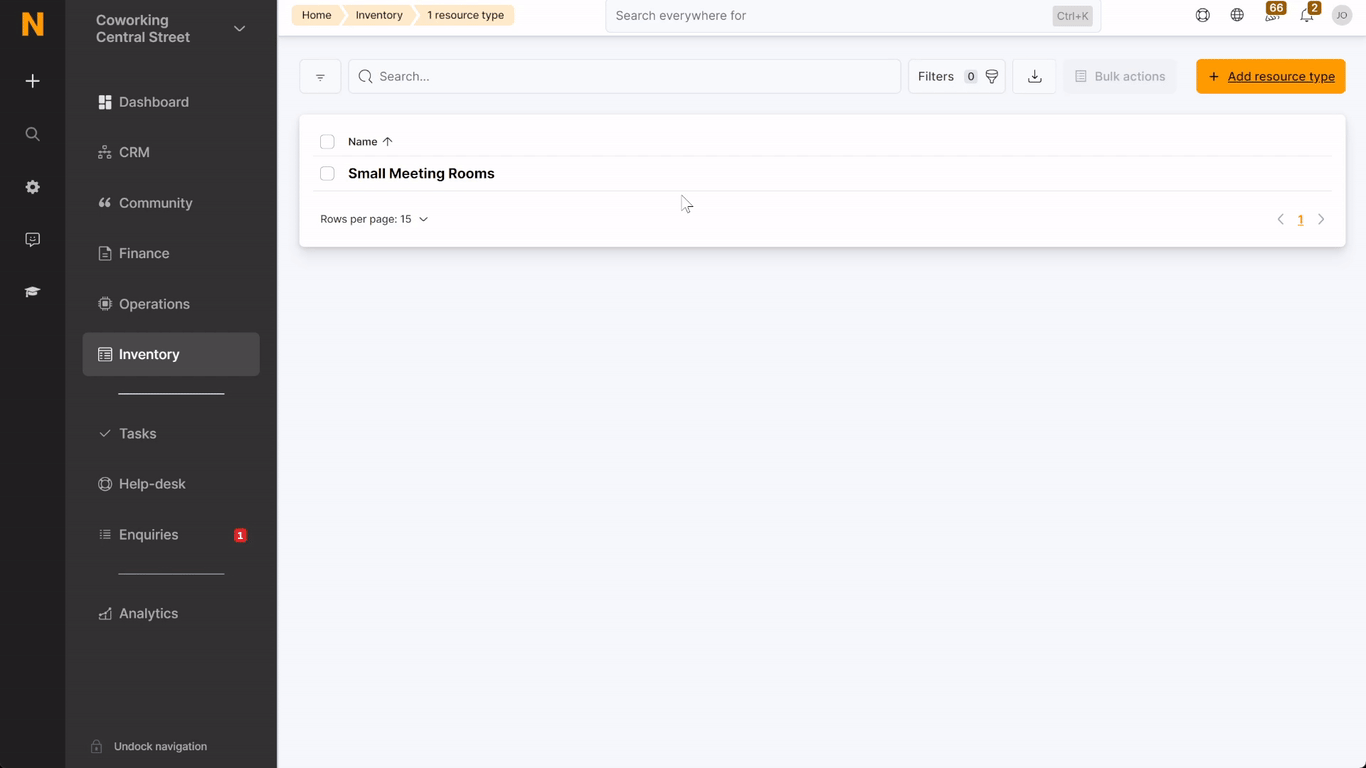 N
Coworking
Central Street
Dashboard
CRM
Community
Finance
Operations
Inventory
Tasks
Help-desk
Enquiries
1
Analytics
Undock navigation
Home
Inventory
1 resource type
Search everywhere for
Ctrl+K
66
2
JO
Search...
Filters 0
Bulk actions
+ Add resource type
Name
Small Meeting Rooms
Rows per page: 15
1